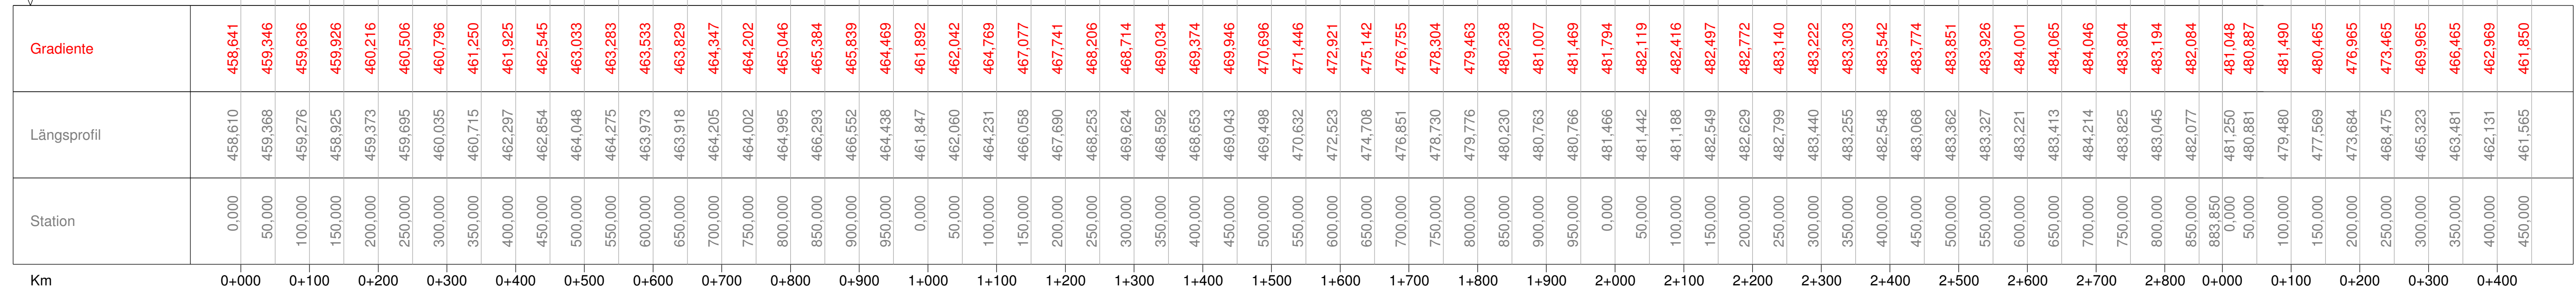 Gradiente 458,641 459,346 459,636 459,926 460,216 460,506 460,796 461,250 461,925 462,545 463,033 463,283 463,533 463,829 464,347 464,202 465,046 465,384 465,839 464,469 461,892 462,042 464,769 467,077 467,741 468,206 468,714 469,034 469,374 469,946 470,696 471,446 472,921 475,142 476,755 478,304 479,463 480,238 481,007 481,469 481,794 482,119 482,416 482,497 482,772 483,140 483,222 483,303 483,542 483,774 483,851 483,926 484,001 484,065 484,046 483,804 483,194 482,084 481,048 480,887 481,490 480,465 476,965 473,465 469,965 466,465 462,969 461,850
Längsprofil 458,610 459,368 459,276 458,925 459,373 459,695 460,035 460,715 462,297 462,854 464,048 464,275 463,973 463,918 464,205 464,002 464,995 466,293 466,552 464,438 461,847 462,060 464,231 466,058 467,690 468,253 469,624 468,592 468,653 469,043 469,498 470,632 472,523 474,708 476,851 478,730 479,776 480,230 480,763 480,766 481,466 481,442 481,188 482,549 482,629 482,799 483,440 483,255 482,548 483,068 483,362 483,327 483,221 483,413 484,214 483,825 483,045 482,077 481,250 480,881 479,480 477,569 473,684 468,475 465,323 463,481 462,131 461,565
Station 0,000 50,000 100,000 150,000 200,000 250,000 300,000 350,000 400,000 450,000 500,000 550,000 600,000 650,000 700,000 750,000 800,000 850,000 900,000 950,000 0,000 50,000 100,000 150,000 200,000 250,000 300,000 350,000 400,000 450,000 500,000 550,000 600,000 650,000 700,000 750,000 800,000 850,000 900,000 950,000 0,000 50,000 100,000 150,000 200,000 250,000 300,000 350,000 400,000 450,000 500,000 550,000 600,000 650,000 700,000 750,000 800,000 850,000 883,850 0,000 50,000 100,000 150,000 200,000 250,000 300,000 350,000 400,000 450,000
Km 0+000 0+100 0+200 0+300 0+400 0+500 0+600 0+700 0+800 0+900 1+000 1+100 1+200 1+300 1+400 1+500 1+600 1+700 1+800 1+900 2+000 2+100 2+200 2+300 2+400 2+500 2+600 2+700 2+800 0+000 0+100 0+200 0+300 0+400